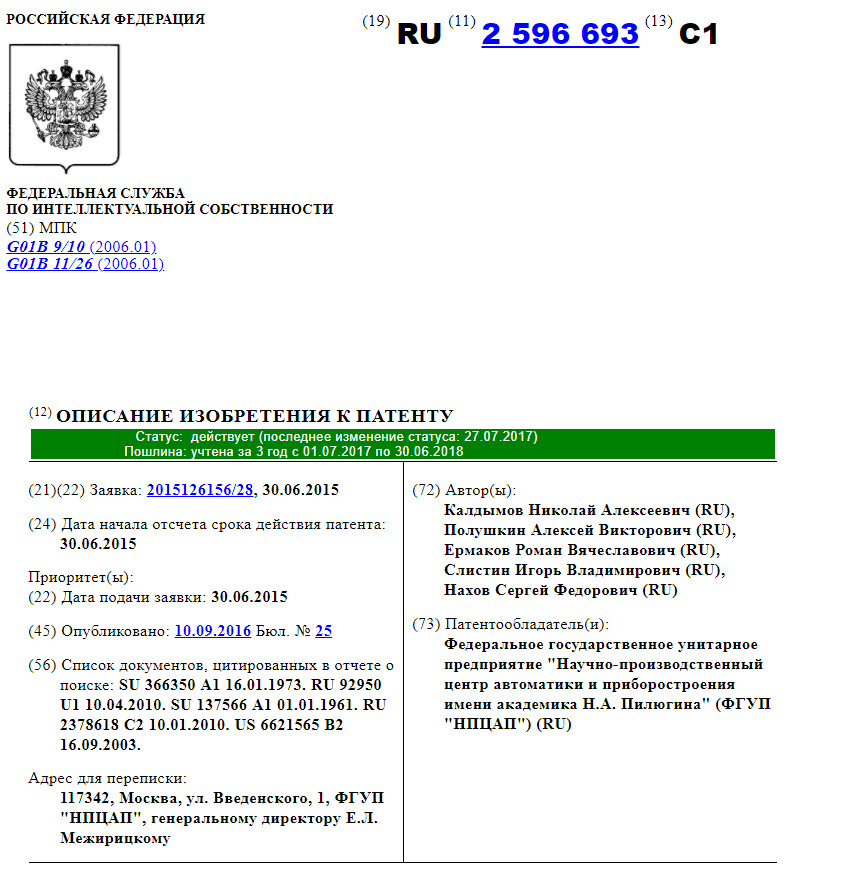 РОССИЙСКАЯ ФЕДЕРАЦИЯ
(19) RU (11) 2 596 693 (13) C1
ФЕДЕРАЛЬНАЯ СЛУЖБА
ПО ИНТЕЛЛЕКТУАЛЬНОЙ СОБСТВЕННОСТИ
(51) МПК
G01B 9/10 (2006.01)
G01B 11/26 (2006.01)
(12) ОПИСАНИЕ ИЗОБРЕТЕНИЯ К ПАТЕНТУ
Статус: действует (последнее изменение статуса: 27.07.2017)
Пошлина: учтена за 3 год с 01.07.2017 по 30.06.2018
(21)(22) Заявка: 2015126156/28, 30.06.2015
(24) Дата начала отсчета срока действия патента:
30.06.2015
Приоритет(ы):
(22) Дата подачи заявки: 30.06.2015
(45) Опубликовано: 10.09.2016 Бюл. № 25
(56) Список документов, цитированных в отчете о
поиске: SU 366350 A1 16.01.1973. RU 92950
U1 10.04.2010. SU 137566 A1 01.01.1961. RU
2378618 C2 10.01.2010. US 6621565 B2
16.09.2003.
Адрес для переписки:
117342, Москва, ул. Введенского, 1, ФГУП
"НПЦАП", генеральному директору Е.Л.
Межирицкому
(72) Автор(ы):
Калдымов Николай Алексеевич (RU),
Полушкин Алексей Викторович (RU),
Ермаков Роман Вячеславович (RU),
Слистин Игорь Владимирович (RU),
Нахов Сергей Федорович (RU)
(73) Патентообладатель(и):
Федеральное государственное унитарное
предприятие "Научно-производственный
центр автоматики и приборостроения
имени академика Н.А. Пилюгина" (ФГУП
"НПЦАП") (RU)